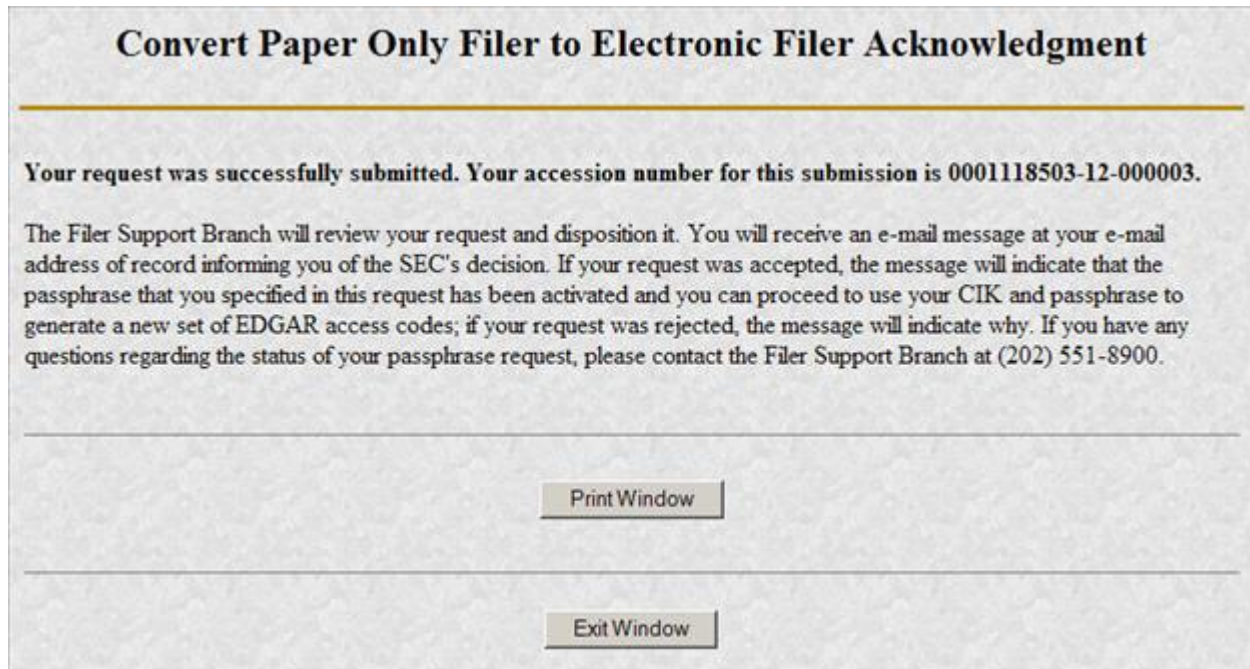 Convert Paper Only Filer to Electronic Filer Acknowledgment
Your request was successfully submitted. Your accession number for this submission is 0001118503-12-000003.
The Filer Support Branch will review your request and disposition it. You will receive an e-mail message at your e-mail
address of record informing you of the SEC's decision. If your request was accepted, the message will indicate that the
passphrase that you specified in this request has been activated and you can proceed to use your CIK and passphrase to
generate a new set of EDGAR access codes; if your request was rejected, the message will indicate why. If you have any
questions regarding the status of your passphrase request, please contact the Filer Support Branch at (202) 551-8900.
Print Window
Exit Window